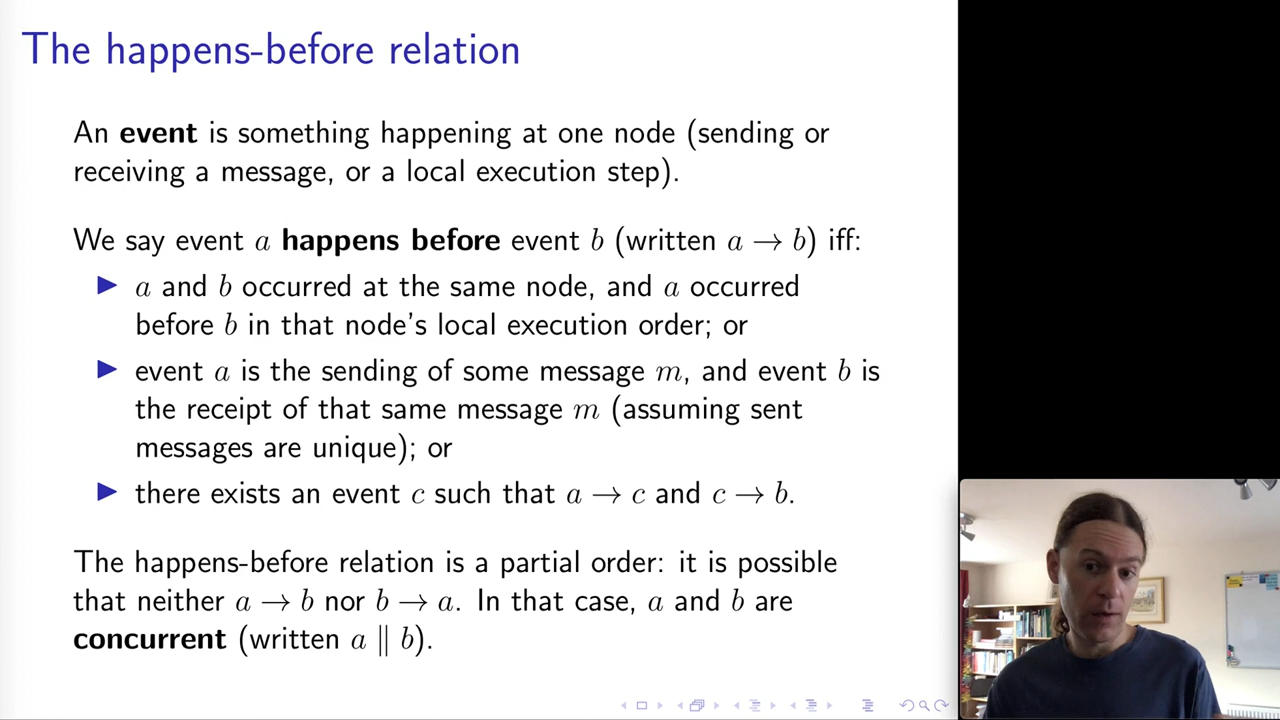 The happens-before relation
An event is something happening at one node (sending or
receiving a message, or a local execution step).
We say event a happens before event b (written a → b) iff:
▶ a and b occurred at the same node, and a occurred
before b in that node's local execution order; or
▶ event a is the sending of some message m, and event b is
the receipt of that same message m (assuming sent
messages are unique); or
▶ there exists an event c such that a → c and c → b.
The happens-before relation is a partial order: it is possible
that neither a → b nor b → a. In that case, a and b are
concurrent (written a ∥ b).